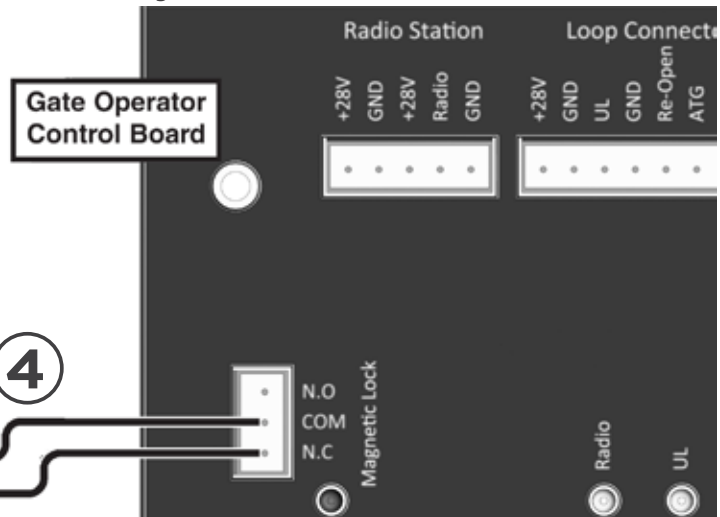 Radio Station
Loop Connecte
+28V
GND
+28V
Radio
GND
+28V
GND
UL
GND
Re-Open
ATG
Gate Operator
Control Board
4
N.O
COM
N.C
Magnetic Lock
Radio
UL